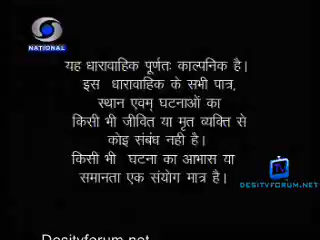 NATIONAL
यह धारावाहिक पूर्णतः काल्पनिक है।
इस धारावाहिक के सभी पात्र,
स्थान एवम् घटनाओं का
किसी भी जीवित या मृत व्यक्ति से
कोइ संबंध नही है।
किसी भी घटना का आभास या
समानता एक संयोग मात्र है।
DESITVFORUM.NET
Desitvforum.net